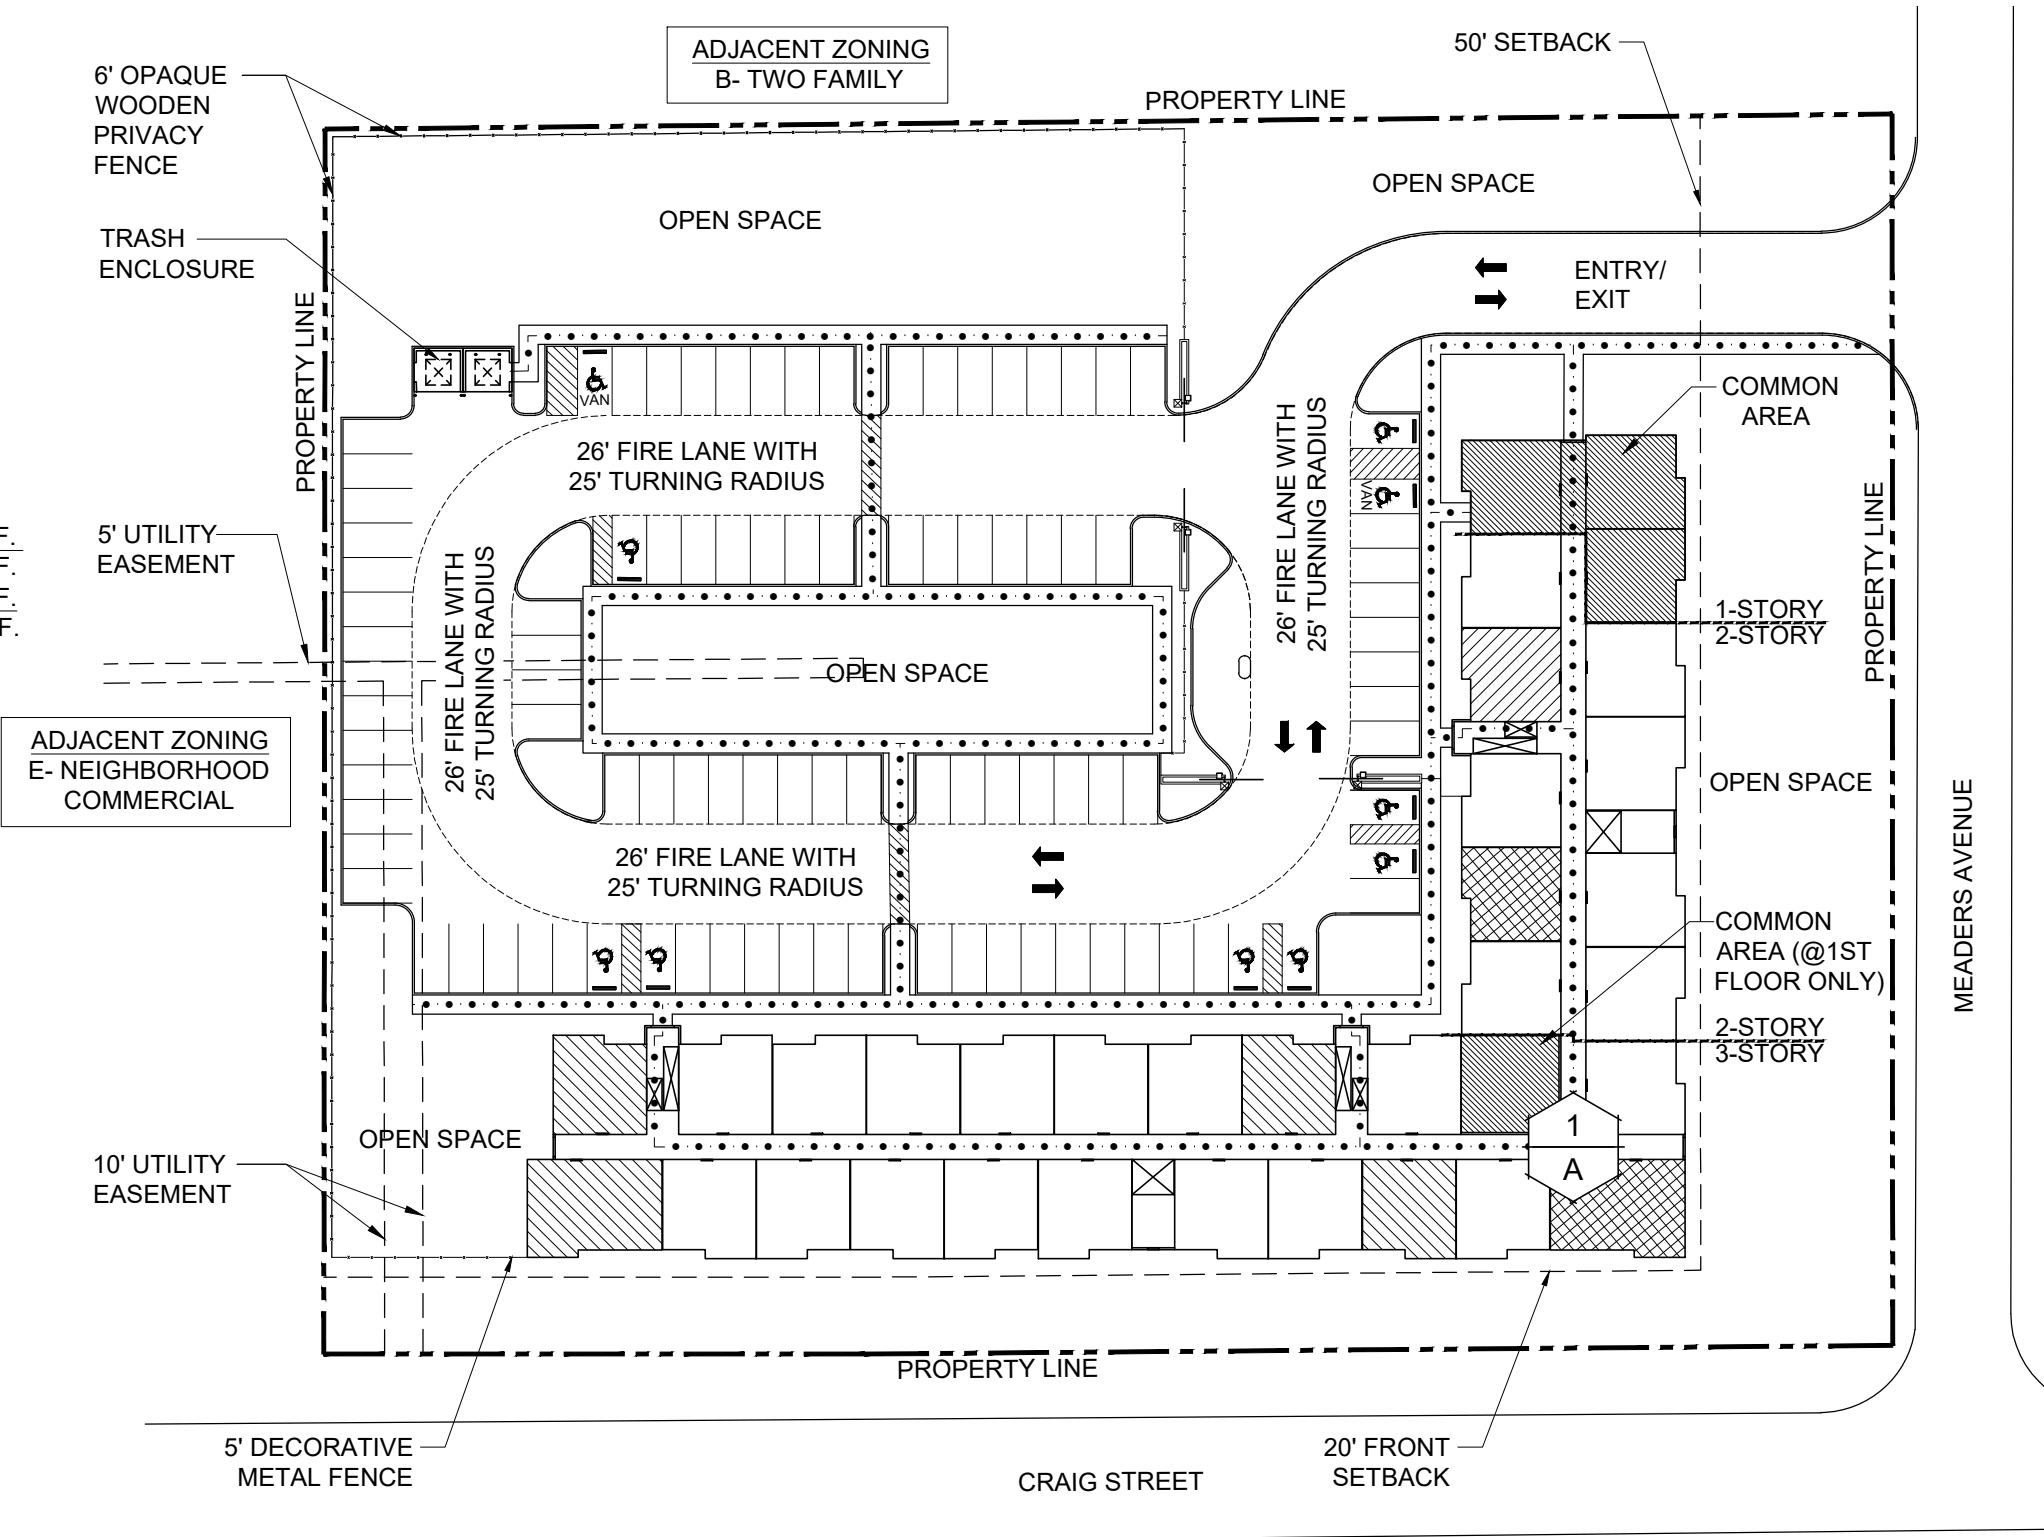 ADJACENT ZONING
B- TWO FAMILY
50' SETBACK
6' OPAQUE
WOODEN
PRIVACY
FENCE
PROPERTY LINE
OPEN SPACE
OPEN SPACE
TRASH
ENCLOSURE
ENTRY/
EXIT
PROPERTY LINE
VAN
COMMON
AREA
26' FIRE LANE WITH
25' TURNING RADIUS
26' FIRE LANE WITH
25' TURNING RADIUS
VAN
PROPERTY LINE
5' UTILITY
EASEMENT
F.
F.
F.
F.
26' FIRE LANE WITH
25' TURNING RADIUS
1-STORY
2-STORY
OPEN SPACE
ADJACENT ZONING
E- NEIGHBORHOOD
COMMERCIAL
OPEN SPACE
MEADERS AVENUE
26' FIRE LANE WITH
25' TURNING RADIUS
COMMON
AREA (@1ST
FLOOR ONLY)
2-STORY
3-STORY
OPEN SPACE
1
A
10' UTILITY
EASEMENT
PROPERTY LINE
5' DECORATIVE
METAL FENCE
20' FRONT
SETBACK
CRAIG STREET